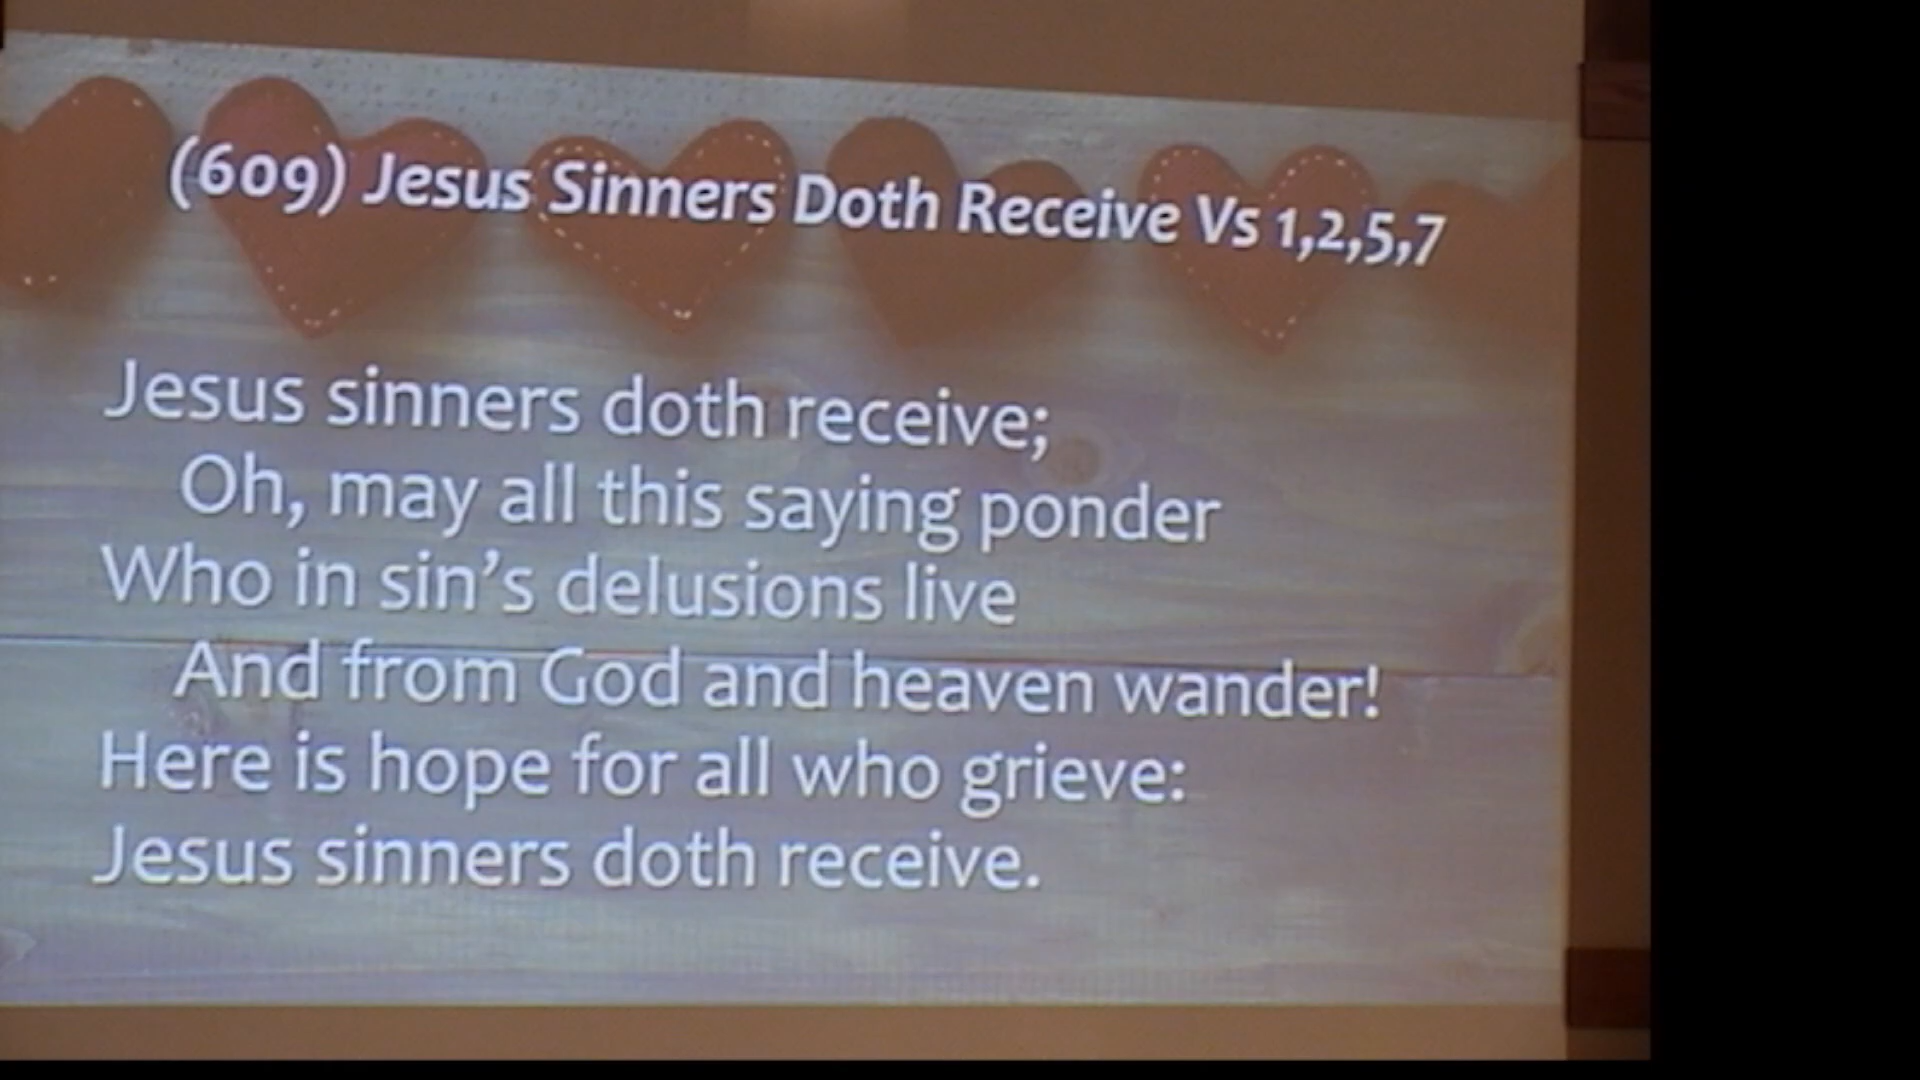 (609) Jesus Sinners Doth Receive Vs 1,2,5,7
Jesus sinners doth receive;
Oh, may all this saying ponder
Who in sin’s delusions live
And from God and heaven wander!
Here is hope for all who grieve:
Jesus sinners doth receive.